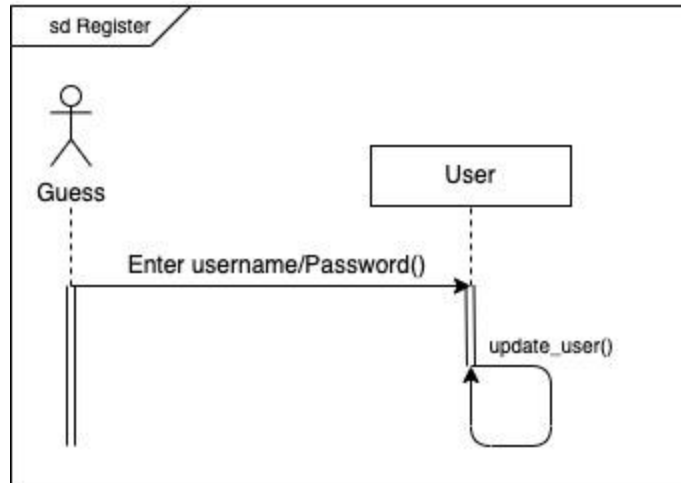 sd Register
Guess
User
Enter username/Password()
update_user()